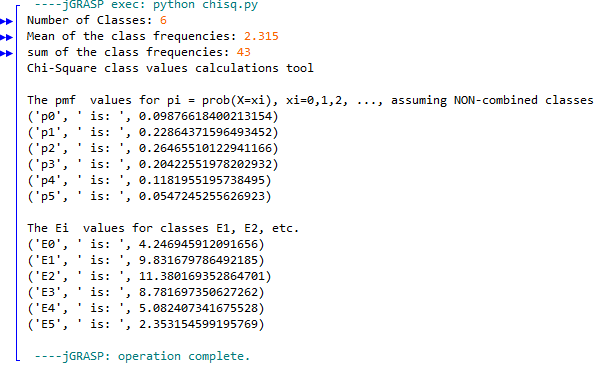 ----jGRASP exec: python chisq.py
Number of Classes: 6
Mean of the class frequencies: 2.315
sum of the class frequencies: 43
Chi-Square class values calculations tool
The pmf  values for pi = prob(X=xi), xi=0,1,2, ..., assuming NON-combined classes
('p0', ' is: ', 0.09876618400213154)
('p1', ' is: ', 0.22864371596493452)
('p2', ' is: ', 0.26465510122941166)
('p3', ' is: ', 0.20422551978202932)
('p4', ' is: ', 0.1181955195738495)
('p5', ' is: ', 0.0547245255626923)
The Ei  values for classes E1, E2, etc.
('E0', ' is: ', 4.246945912091656)
('E1', ' is: ', 9.831679786492185)
('E2', ' is: ', 11.380169352864701)
('E3', ' is: ', 8.781697350627262)
('E4', ' is: ', 5.082407341675528)
('E5', ' is: ', 2.353154599195769)
----jGRASP: operation complete.